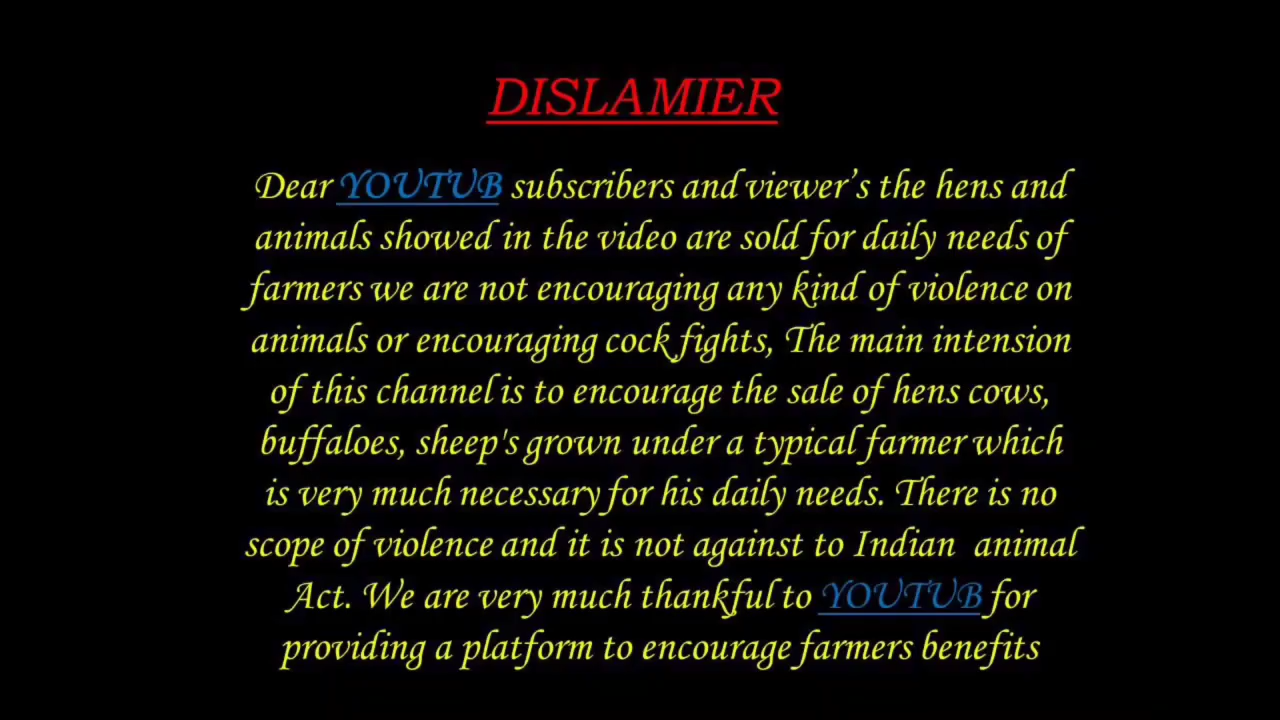 DISLAMIER
Dear YOUTUB subscribers and viewer’s the hens and
animals showed in the video are sold for daily needs of
farmers we are not encouraging any kind of violence on
animals or encouraging cock fights, The main intension
of this channel is to encourage the sale of hens cows,
buffaloes, sheep's grown under a typical farmer which
is very much necessary for his daily needs. There is no
scope of violence and it is not against to Indian  animal
Act. We are very much thankful to YOUTUB for
providing a platform to encourage farmers benefits